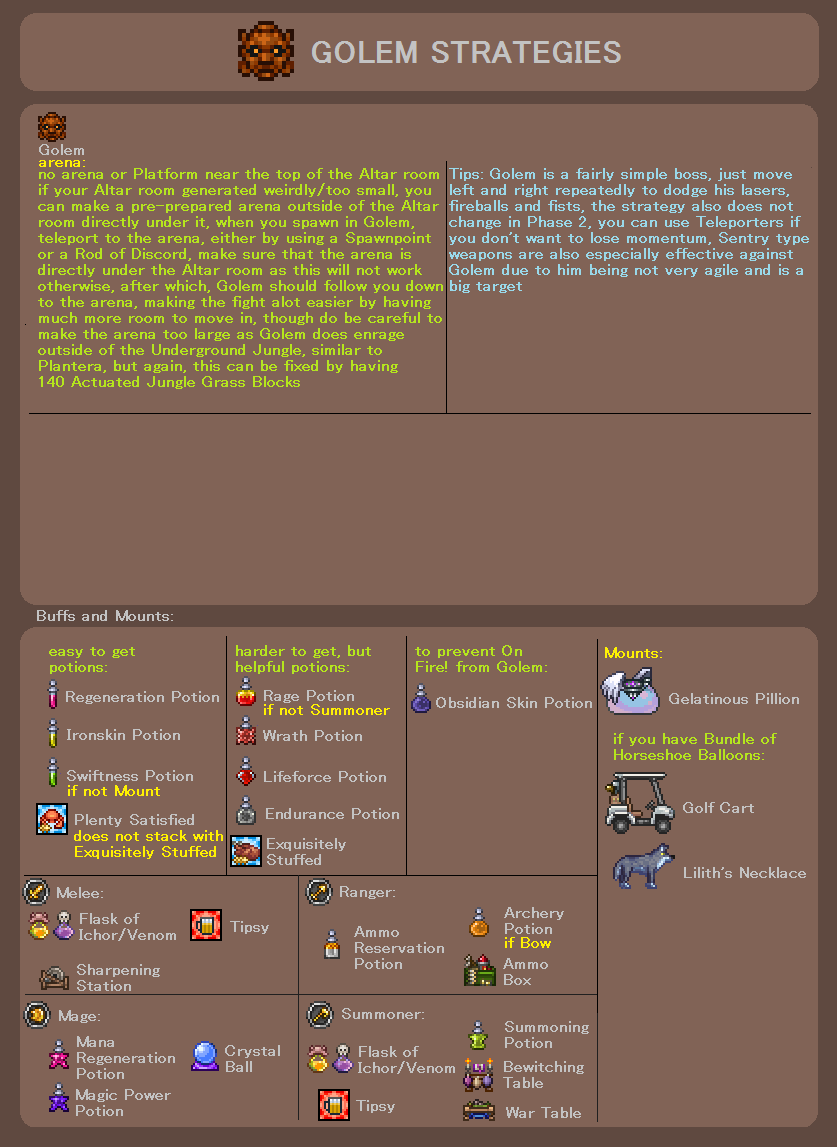 GOLEM STRATEGIES
Golem
arena:
no arena or Platform near the top of the Altar room
if your Altar room generated weirdly/too small, you
can make a pre-prepared arena outside of the Altar
room directly under it, when you spawn in Golem,
teleport to the arena, either by using a Spawnpoint
or a Rod of Discord, make sure that the arena is
directly under the Altar room as this will not work
otherwise, after which, Golem should follow you down
to the arena, making the fight alot easier by having
much more room to move in, though do be careful to
make the arena too large as Golem does enrage
outside of the Underground Jungle, similar to
Plantera, but again, this can be fixed by having
140 Actuated Jungle Grass Blocks
Tips: Golem is a fairly simple boss, just move
left and right repeatedly to dodge his lasers,
fireballs and fists, the strategy also does not
change in Phase 2, you can use Teleporters if
you don't want to lose momentum, Sentry type
weapons are also especially effective against
Golem due to him being not very agile and is a
big target
Buffs and Mounts:
easy to get
potions:
Regeneration Potion
Ironskin Potion
Swiftness Potion
if not Mount
Plenty Satisfied
does not stack with
Exquisitely Stuffed
harder to get, but
helpful potions:
Rage Potion
if not Summoner
Wrath Potion
Lifeforce Potion
Endurance Potion
Exquisitely
Stuffed
to prevent On
Fire! from Golem:
Obsidian Skin Potion
Mounts:
Gelatinous Pillion
if you have Bundle of
Horseshoe Balloons:
Golf Cart
Lilith's Necklace
Melee:
Flask of
Ichor/Venom
Tipsy
Sharpening
Station
Ranger:
Ammo
Reservation
Potion
Archery
Potion
if Bow
Ammo
Box
Mage:
Mana
Regeneration
Potion
Crystal
Ball
Magic Power
Potion
Summoner:
Flask of
Ichor/Venom
Tipsy
Summoning
Potion
Bewitching
Table
War Table